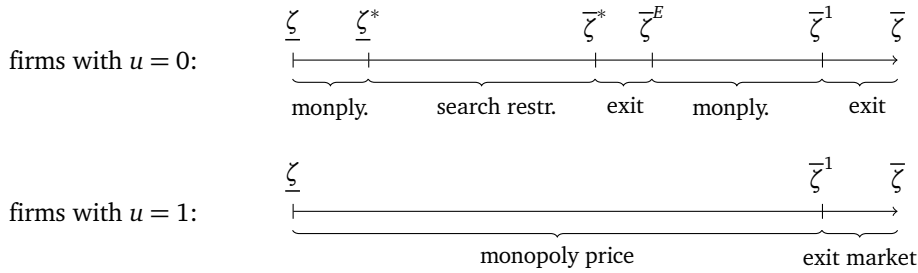 ζ̲ ζ̲* ζ̅* ζ̅ᴱ ζ̅¹ ζ̅
firms with u = 0:
monply. search restr. exit monply. exit
ζ̲ ζ̅¹ ζ̅
firms with u = 1:
monopoly price exit market